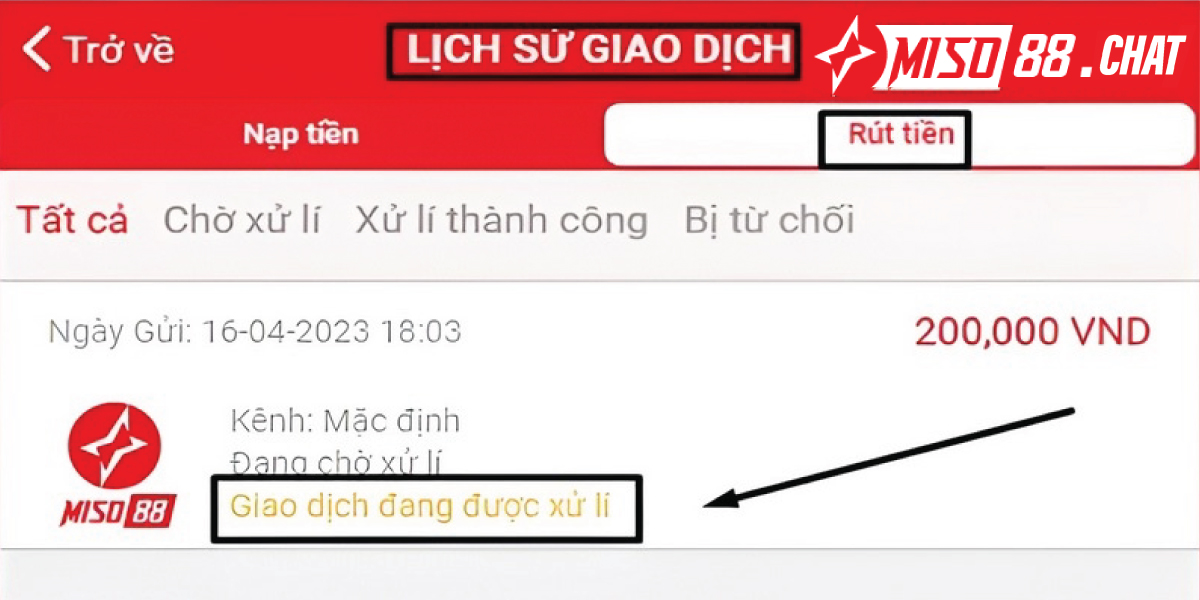 Trở về
LỊCH SỬ GIAO DỊCH
MISO 88.CHAT
Nạp tiền
Rút tiền
Tất cả Chờ xử lí Xử lí thành công Bị từ chối
Ngày Gửi: 16-04-2023 18:03
200,000 VND
Kênh: Mặc định
Đang chờ xử lí
Giao dịch đang được xử lí
MISO 88